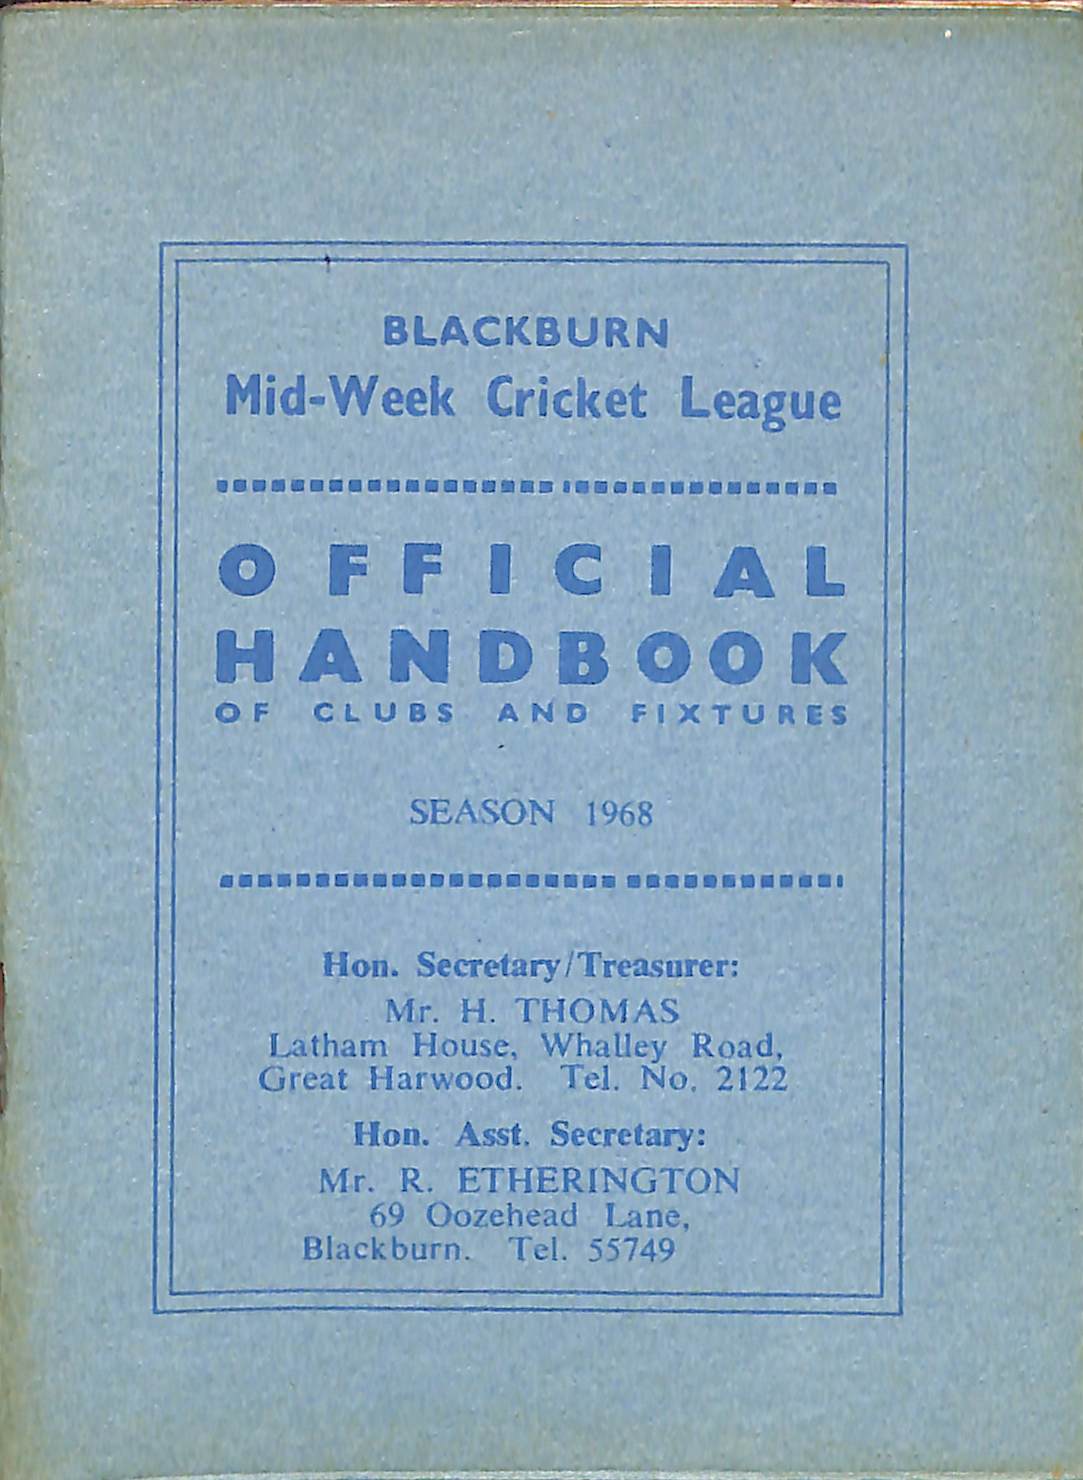 BLACKBURN
Mid-Week Cricket League
OFFICIAL
HANDBOOK
OF CLUBS AND FIXTURES
SEASON 1968
Hon. Secretary/Treasurer:
Mr. H. THOMAS
Latham House, Whalley Road,
Great Harwood. Tel. No. 2122
Hon. Asst. Secretary:
Mr. R. ETHERINGTON
69 Oozehead Lane,
Blackburn. Tel. 55749